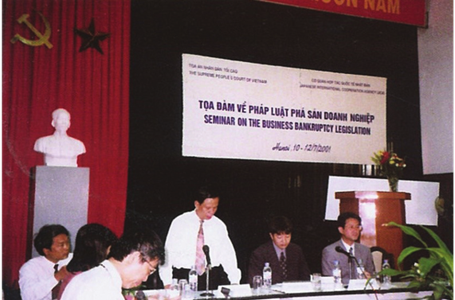 TÒA ÁN NHÂN DÂN TỐI CAO
THE SUPREME PEOPLE'S COURT OF VIETNAM
CƠ QUAN HỢP TÁC QUỐC TẾ NHẬT BẢN
JAPANESE INTERNATIONAL COOPERATION AGENCY
TỌA ĐÀM VỀ PHÁP LUẬT PHÁ SẢN DOANH NGHIỆP
SEMINAR ON THE BUSINESS BANKRUPTCY LEGISLATION
Hanoi, 10-12/7/2001
NĂM